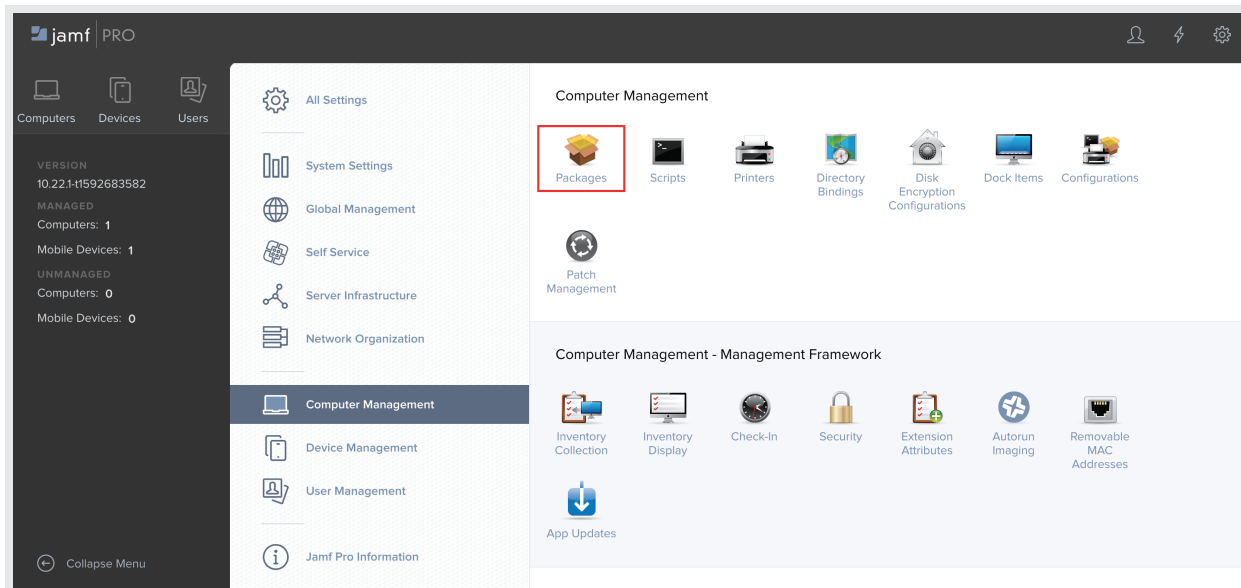 jamf PRO
Computers Devices Users
VERSION
10.22.1-t1592683582
MANAGED
Computers: 1
Mobile Devices: 1
UNMANAGED
Computers: 0
Mobile Devices: 0
Collapse Menu
All Settings
System Settings
Global Management
Self Service
Server Infrastructure
Network Organization
Computer Management
Device Management
User Management
Jamf Pro Information
Computer Management
Packages
Scripts
Printers
Directory
Bindings
Disk
Encryption
Configurations
Dock Items
Configurations
Patch
Management
Computer Management - Management Framework
Inventory
Collection
Inventory
Display
Check-In
Security
Extension
Attributes
Autorun
Imaging
Removable
MAC
Addresses
App Updates